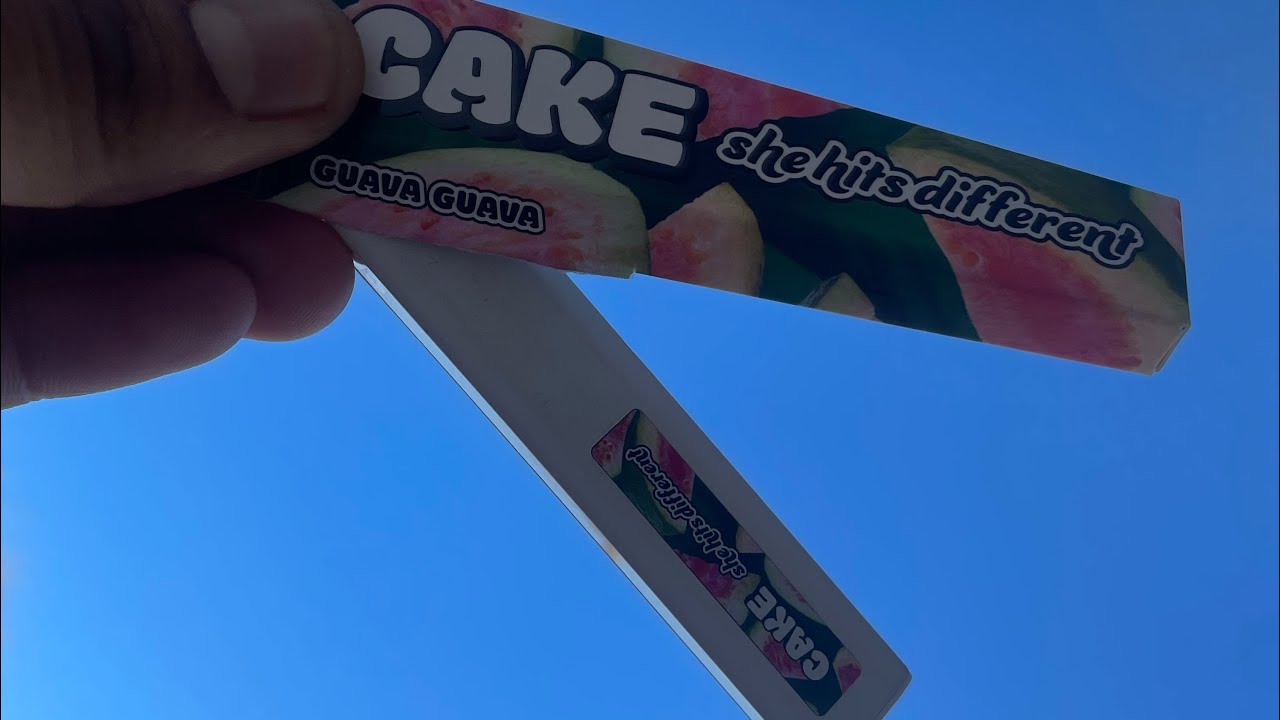 CAKE
she hits different
GUAVA GUAVA
she hits different
CAKE